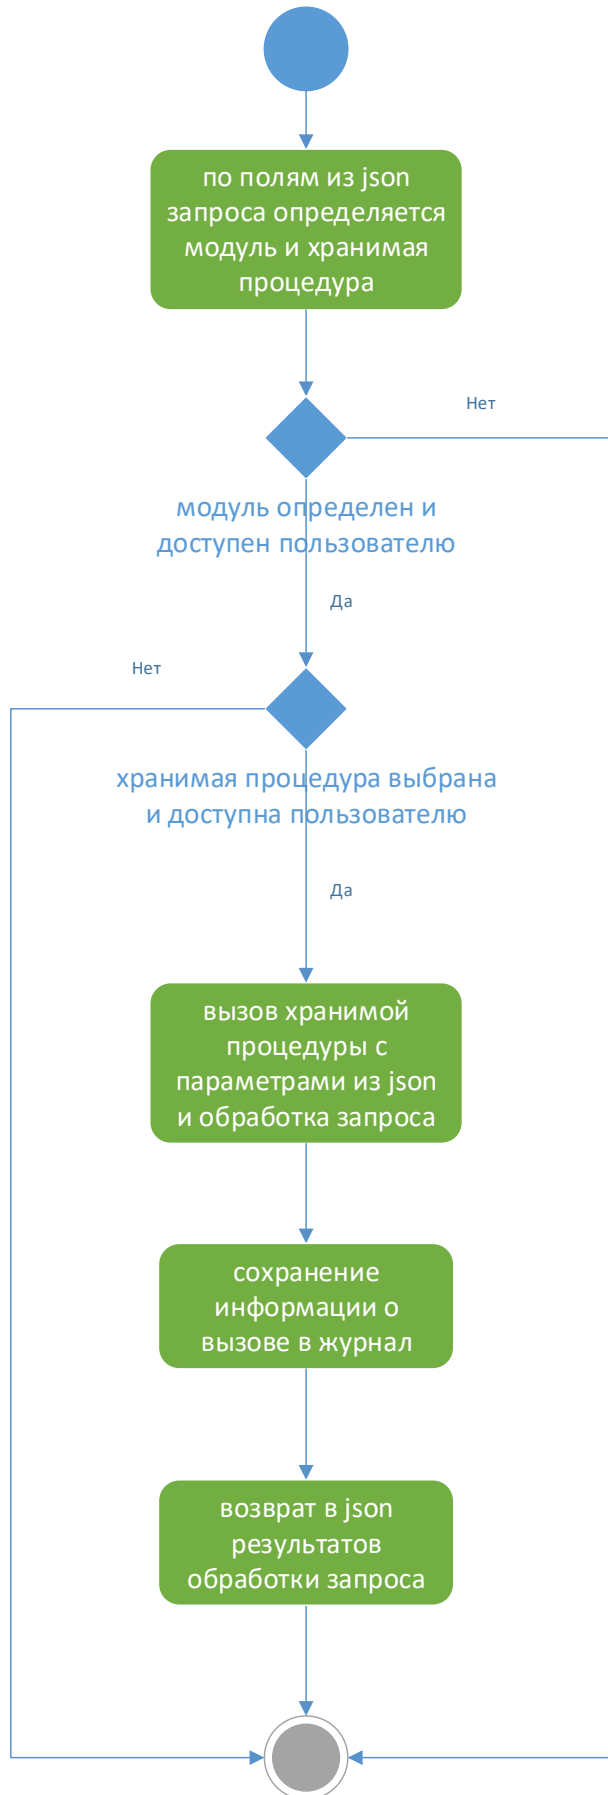 по полям из json
запроса определяется
модуль и хранимая
процедура
Нет
модуль определен и
доступен пользователю
Да
Нет
хранимая процедура выбрана
и доступна пользователю
Да
вызов хранимой
процедуры с
параметрами из json
и обработка запроса
сохранение
информации о
вызове в журнал
возврат в json
результатов
обработки запроса